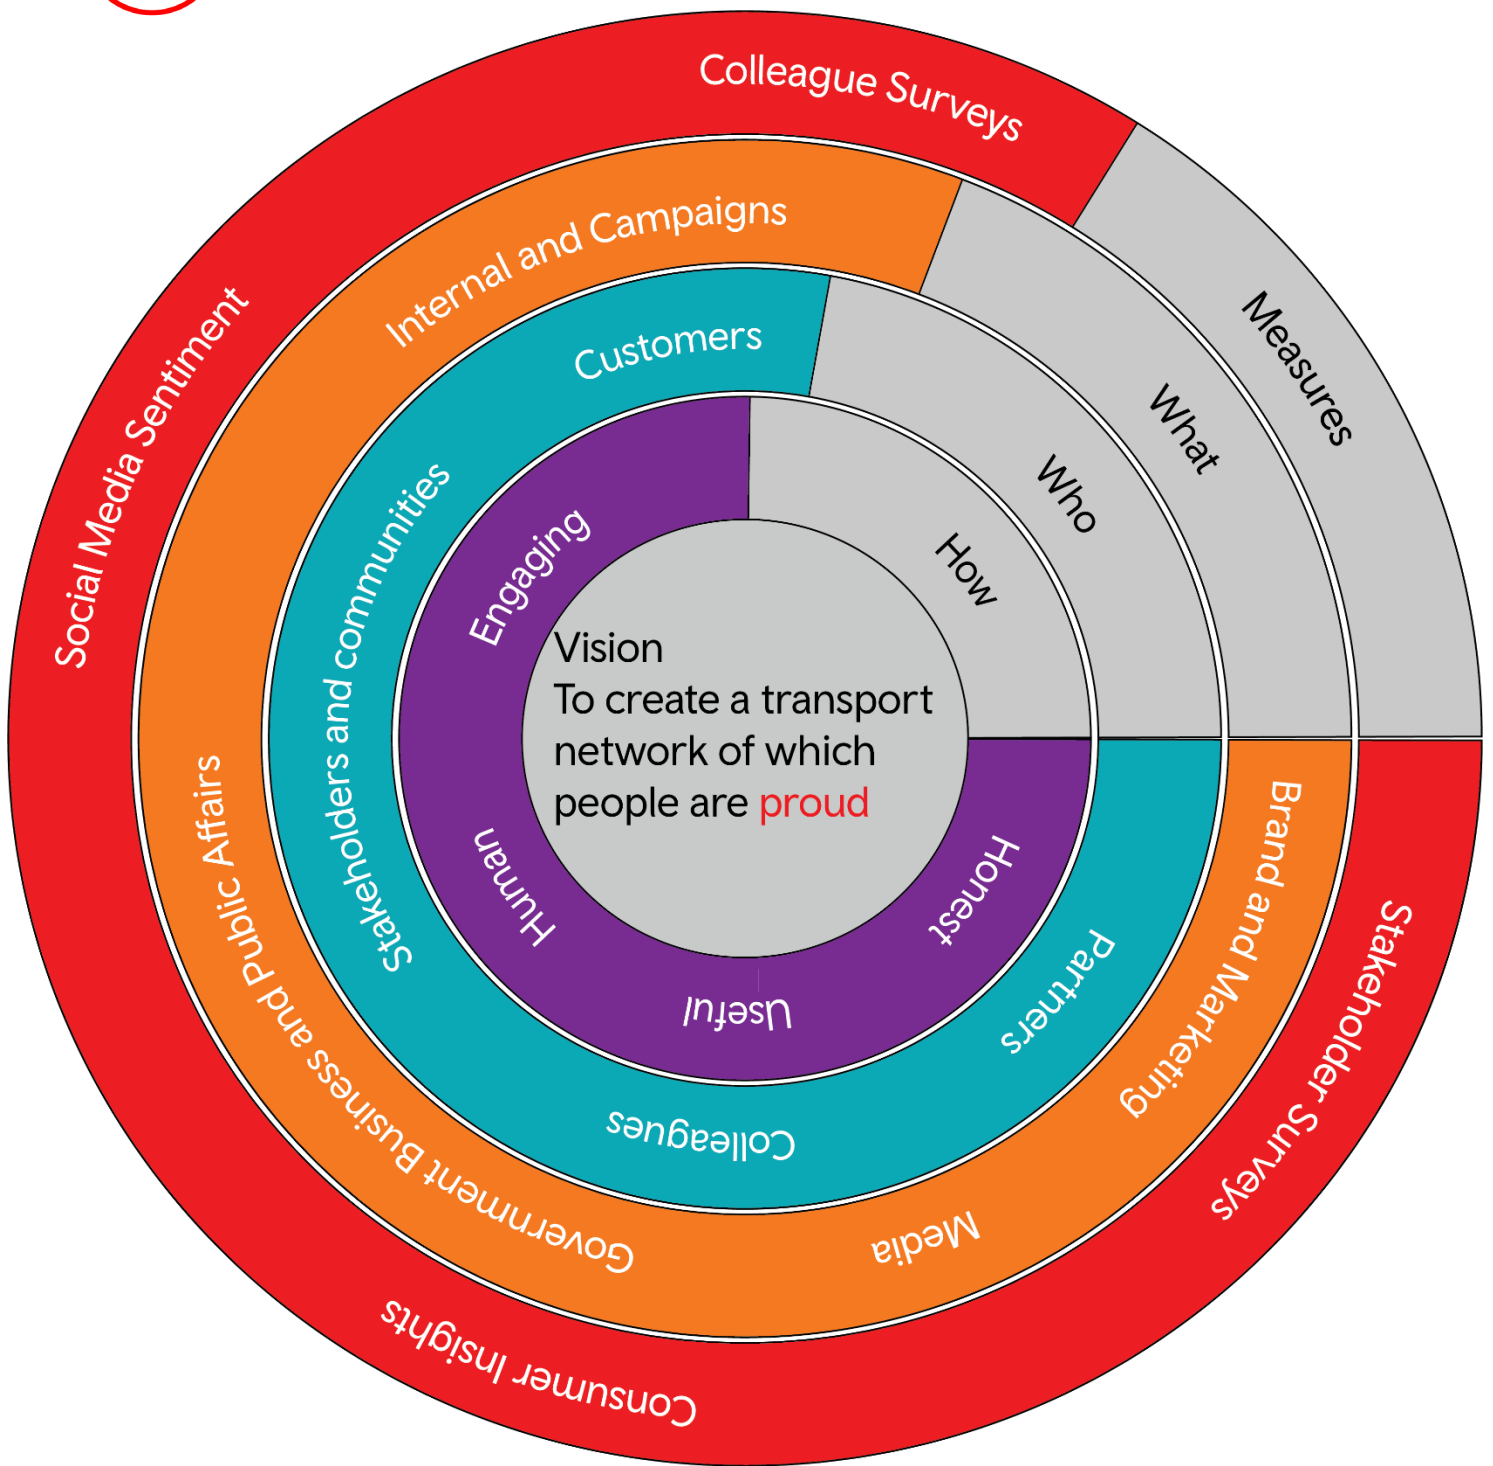 Vision
To create a transport
network of which
people are proud
How
Honest
Useful
Human
Engaging
Who
Partners
Colleagues
Stakeholders and communities
Customers
What
Brand and Marketing
Media
Government Business and Public Affairs
Internal and Campaigns
Measures
Stakeholder Surveys
Consumer Insights
Social Media Sentiment
Colleague Surveys